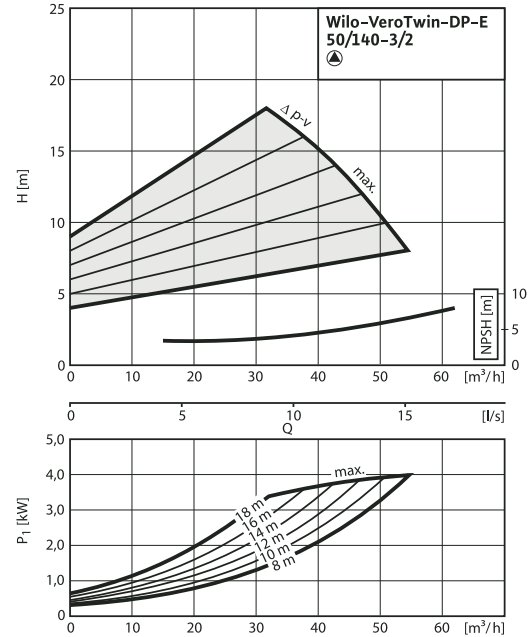 Wilo-VeroTwin-DP-E
50/140-3/2
25
20
15
10
5
0
H [m]
Δ p-v
max.
10
5
0
NPSH [m]
0 10 20 30 40 50 60 [m³/h]
0 5 10 15 [l/s]
Q
5,0
4,0
3,0
2,0
1,0
0
P₁ [kW]
max.
18 m
16 m
14 m
12 m
10 m
8 m
0 10 20 30 40 50 60 [m³/h]